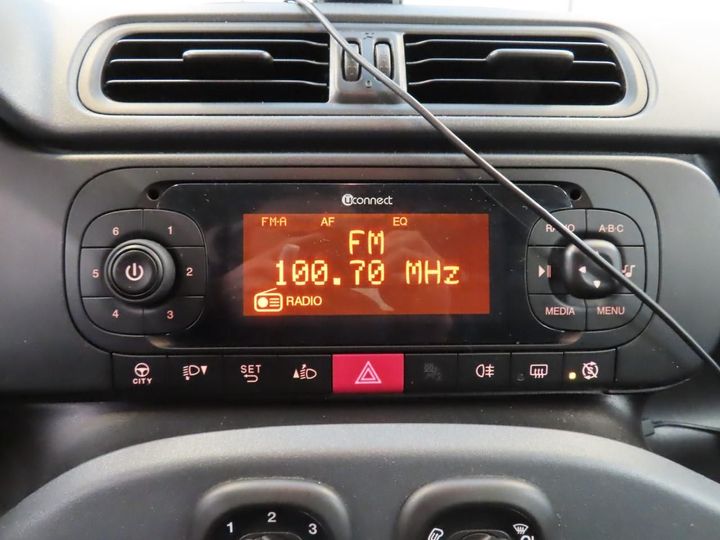 Uconnect
FM-A AF EQ
FM
100.70 MHz
RADIO
6 1
5 2
4 3
RADIO A·B·C
MEDIA MENU
CITY
SET
1 2 3